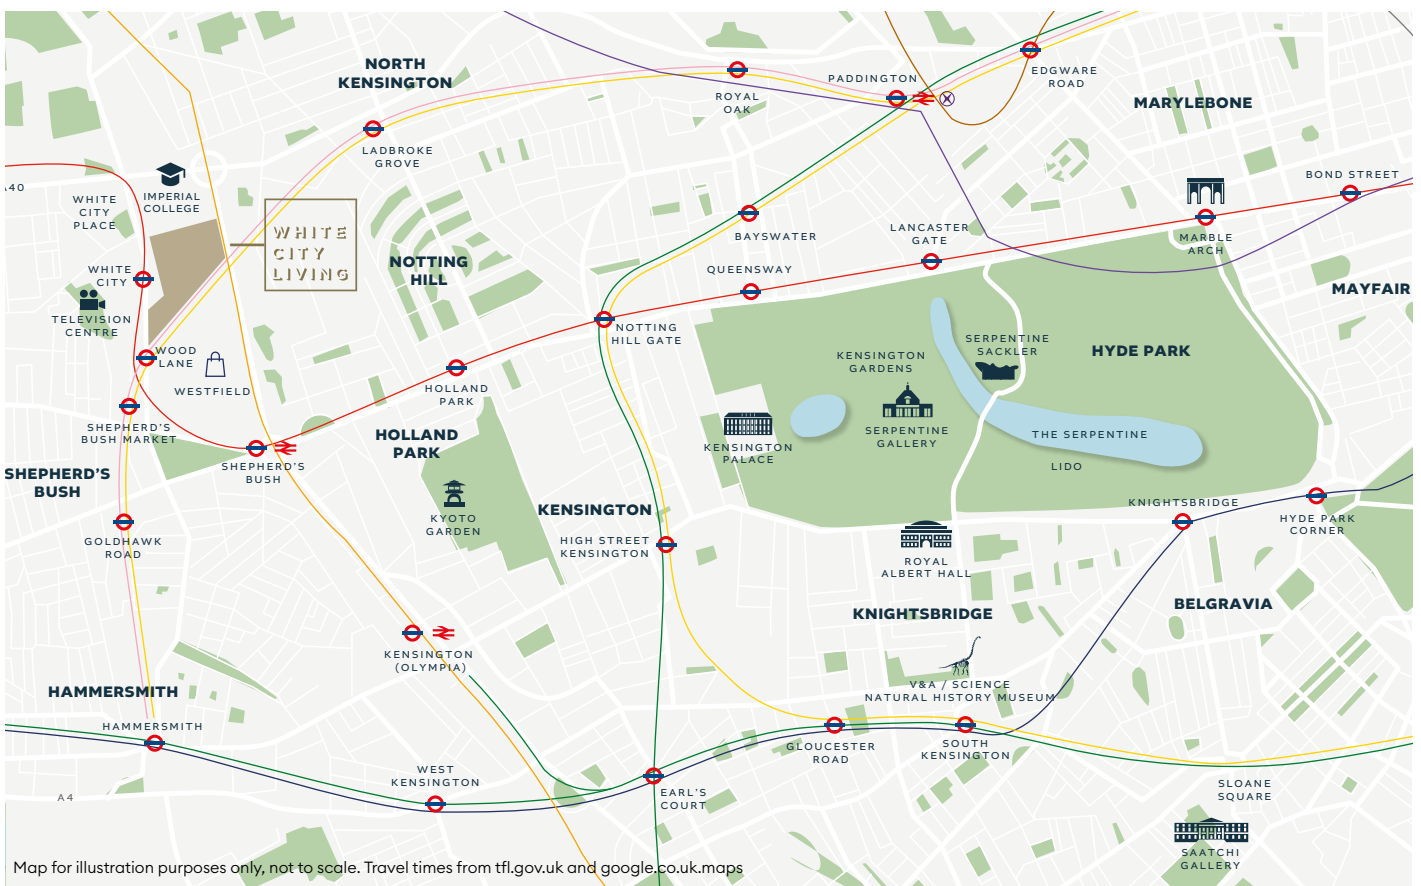 NORTH
KENSINGTON
ROYAL
OAK
PADDINGTON
EDGWARE
ROAD
MARYLEBONE
LADBROKE
GROVE
A40
WHITE
CITY
PLACE
IMPERIAL
COLLEGE
BOND STREET
WHITE
CITY
LIVING
BAYSWATER
LANCASTER
GATE
MARBLE
ARCH
NOTTING
HILL
WHITE
CITY
QUEENSWAY
MAYFAIR
TELEVISION
CENTRE
NOTTING
HILL GATE
WOOD
LANE
WESTFIELD
KENSINGTON
GARDENS
SERPENTINE
SACKLER
HYDE PARK
HOLLAND
PARK
SHEPHERD'S
BUSH MARKET
HOLLAND
PARK
KENSINGTON
PALACE
SERPENTINE
GALLERY
THE SERPENTINE
LIDO
SHEPHERD'S
BUSH
SHEPHERD'S
BUSH
KYOTO
GARDEN
KENSINGTON
KNIGHTSBRIDGE
HYDE PARK
CORNER
GOLDHAWK
ROAD
HIGH STREET
KENSINGTON
ROYAL
ALBERT HALL
KNIGHTSBRIDGE
BELGRAVIA
KENSINGTON
(OLYMPIA)
V&A / SCIENCE
NATURAL HISTORY MUSEUM
HAMMERSMITH
HAMMERSMITH
GLOUCESTER
ROAD
SOUTH
KENSINGTON
WEST
KENSINGTON
EARL'S
COURT
SLOANE
SQUARE
A4
SAATCHI
GALLERY
Map for illustration purposes only, not to scale. Travel times from tfl.gov.uk and google.co.uk.maps